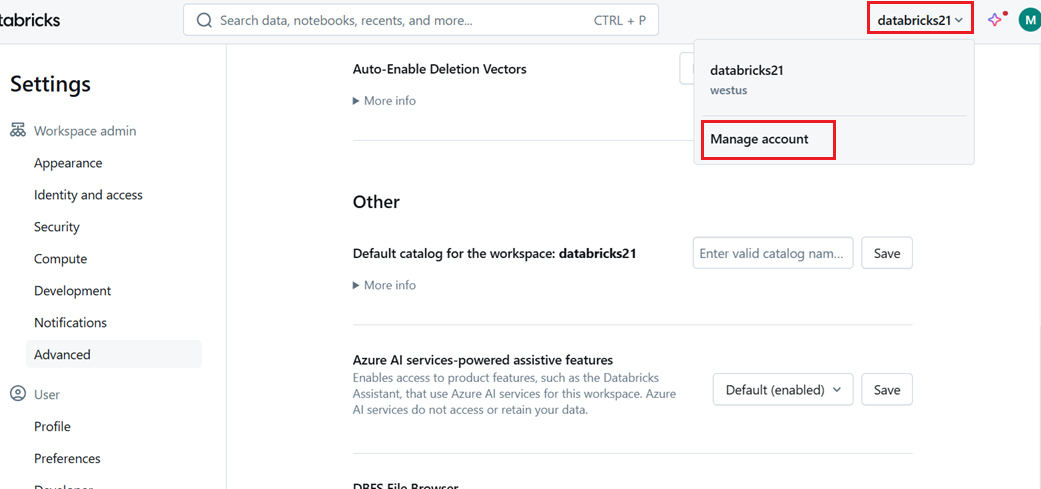 tabricks
Search data, notebooks, recents, and more...
CTRL + P
databricks21
M
databricks21
westus
Manage account
Settings
Workspace admin
Appearance
Identity and access
Security
Compute
Development
Notifications
Advanced
User
Profile
Preferences
Developer
Auto-Enable Deletion Vectors
More info
Other
Default catalog for the workspace: databricks21
Enter valid catalog nam...
Save
More info
Azure AI services-powered assistive features
Enables access to product features, such as the Databricks
Assistant, that use Azure AI services for this workspace. Azure
AI services do not access or retain your data.
Default (enabled)
Save
DBFS File Browser